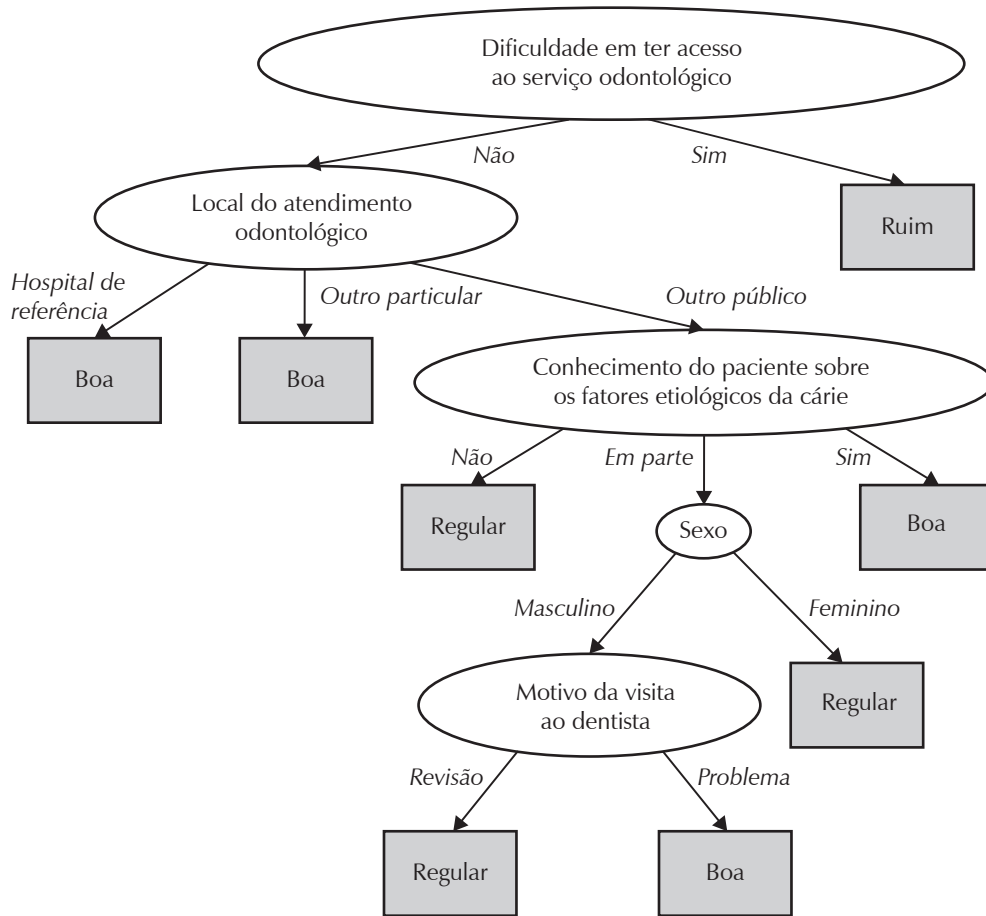 Dificuldade em ter acesso
ao serviço odontológico
Não
Sim
Local do atendimento
odontológico
Ruim
Hospital de
referência
Outro particular
Outro público
Boa
Boa
Conhecimento do paciente sobre
os fatores etiológicos da cárie
Não
Em parte
Sim
Regular
Sexo
Boa
Masculino
Feminino
Motivo da visita
ao dentista
Regular
Revisão
Problema
Regular
Boa